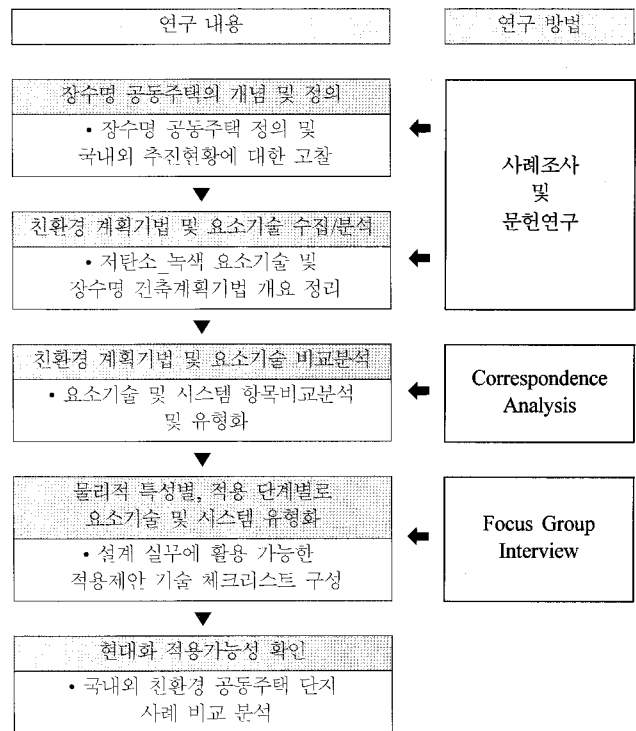 연구 내용
연구 방법
장수명 공동주택의 개념 및 정의
• 장수명 공동주택 정의 및
국내외 추진현황에 대한 고찰
사례조사
및
문헌연구
친환경 계획기법 및 요소기술 수집/분석
• 저탄소_녹색 요소기술 및
장수명 건축계획기법 개요 정리
친환경 계획기법 및 요소기술 비교분석
• 요소기술 및 시스템 항목비교분석
및 유형화
Correspondence
Analysis
물리적 특성별, 적용 단계별로
요소기술 및 시스템 유형화
• 설계 실무에 활용 가능한
적용제안 기술 체크리스트 구성
Focus Group
Interview
현대화 적용가능성 확인
• 국내외 친환경 공동주택 단지
사례 비교 분석